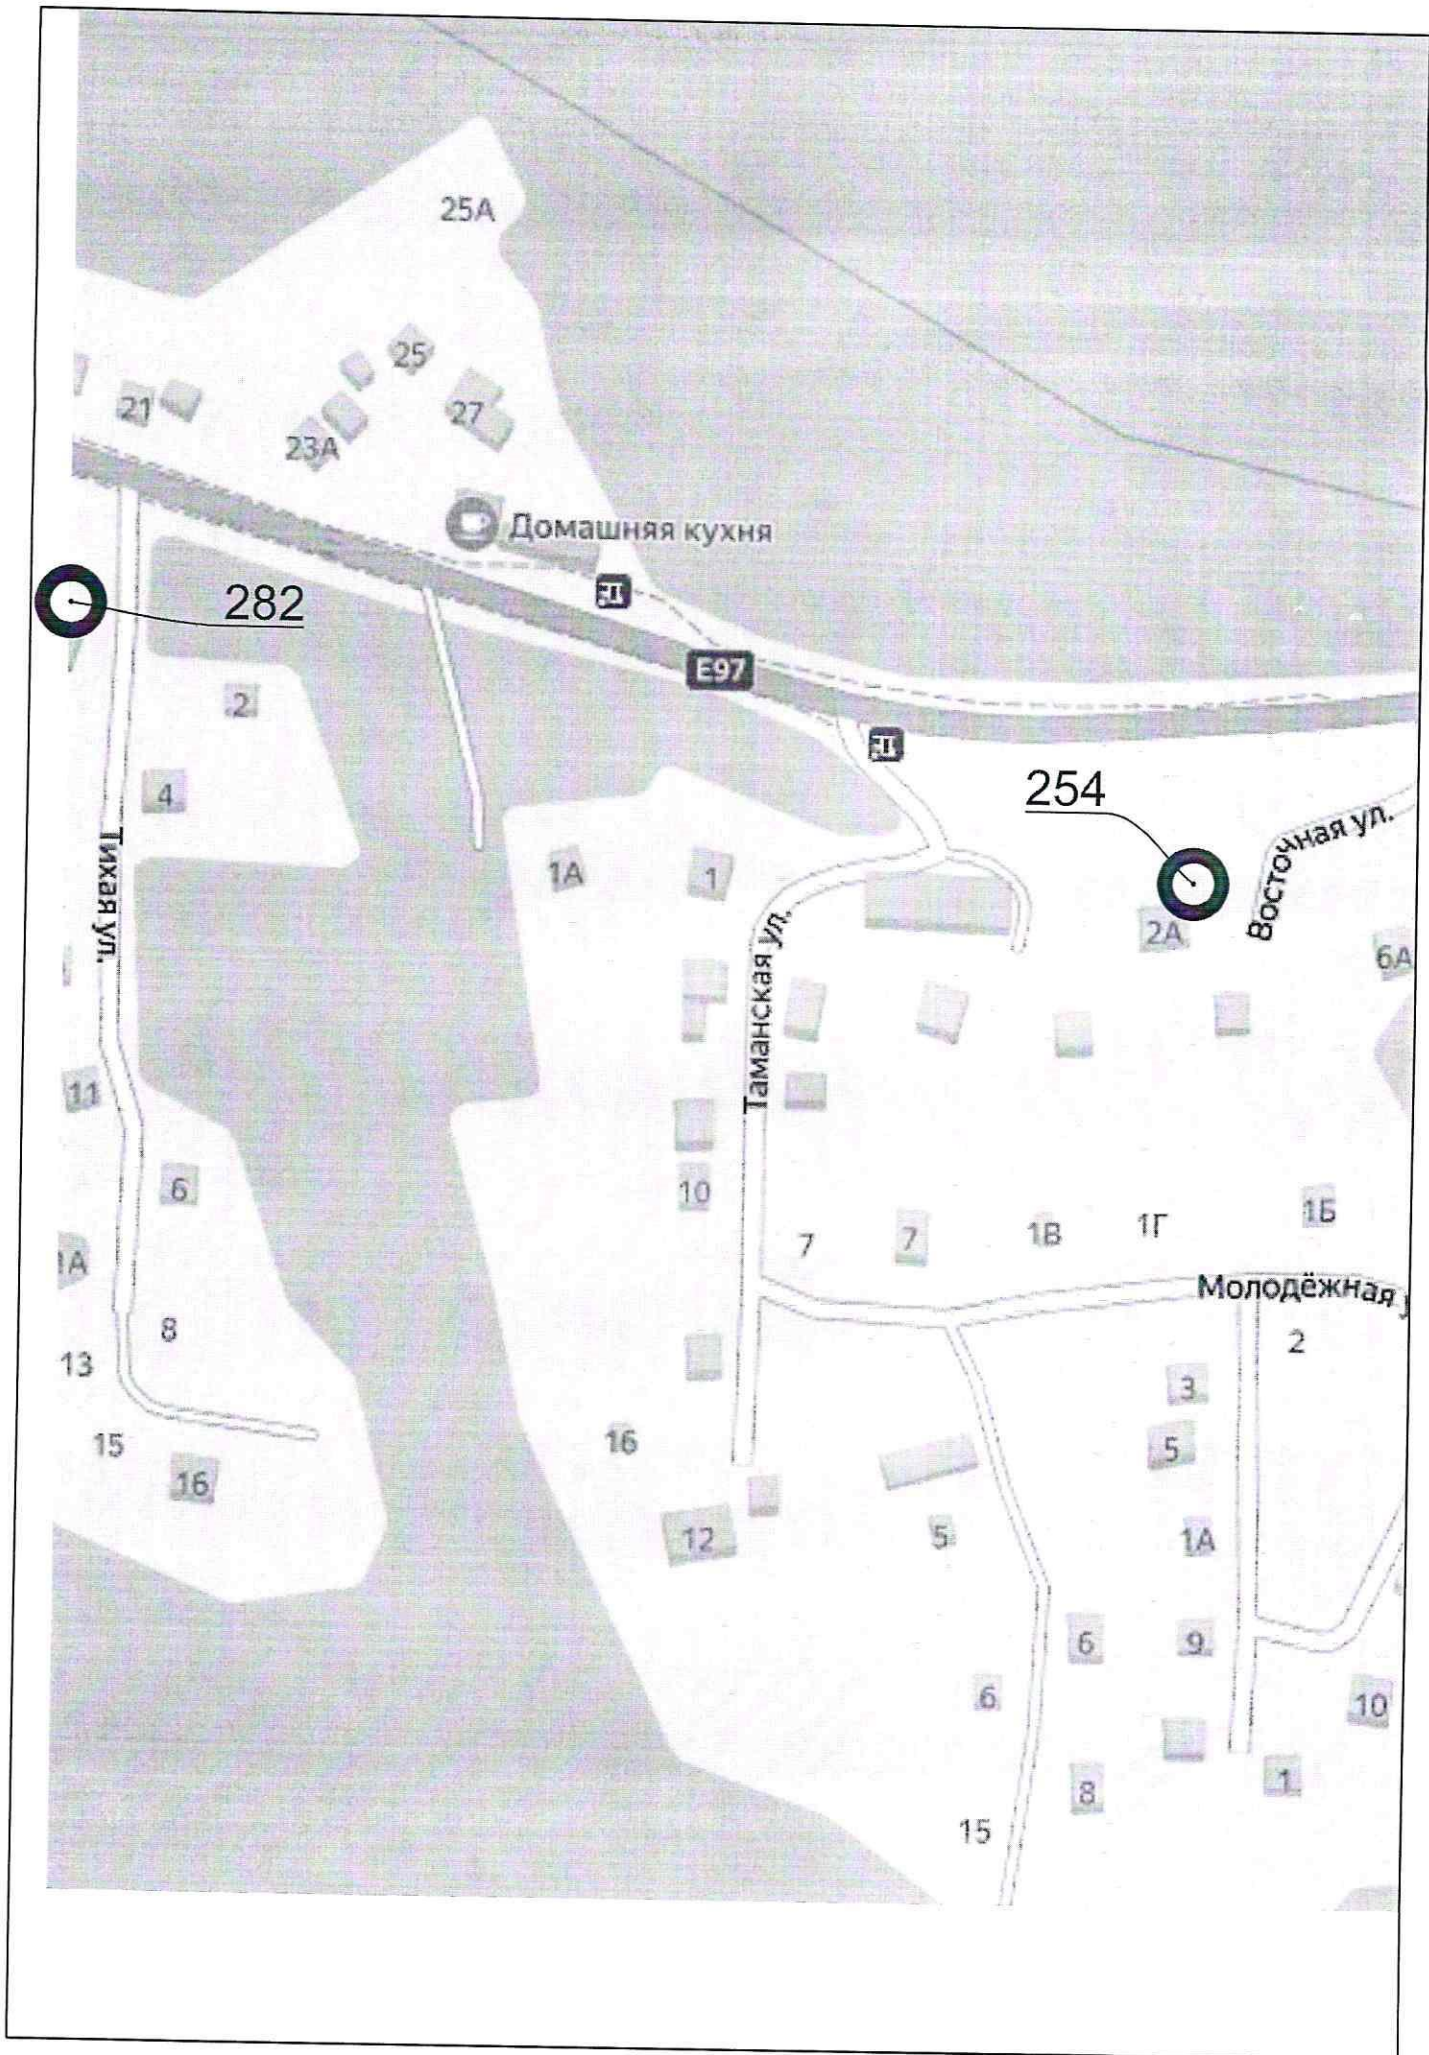 25А
25
21
27
23А
Домашняя кухня
282
E97
2
254
4
Восточная ул.
Тихая ул.
1А
1
Таманская ул.
2А
6А
11
6
10
1Б
7
7
1В
1Г
1А
Молодёжная у
8
2
13
3
15
16
5
16
12
5
1А
6
9
6
10
8
1
15